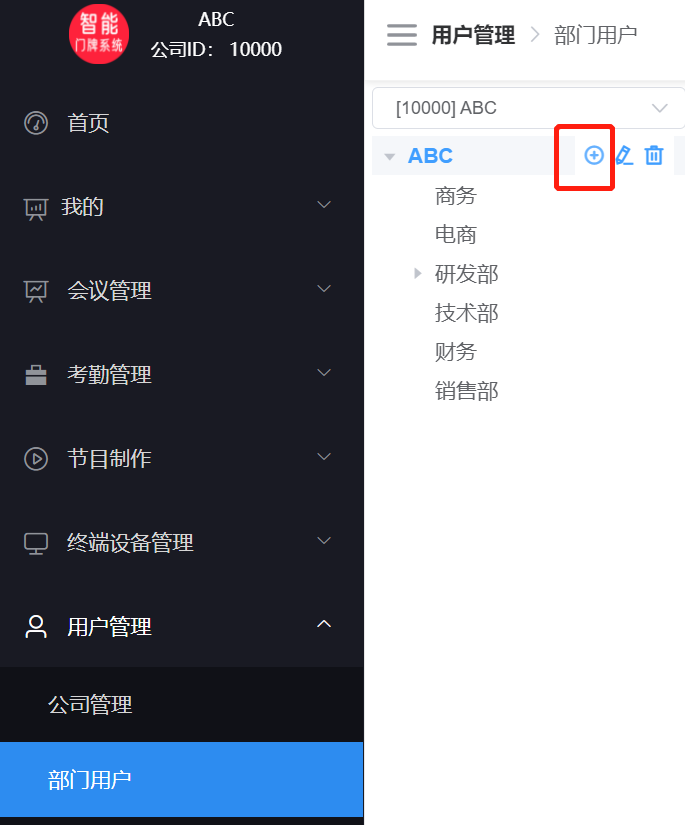 智能
门牌系统
ABC
公司ID： 10000
首页
我的
会议管理
考勤管理
节目制作
终端设备管理
用户管理
公司管理
部门用户
用户管理 > 部门用户
[10000] ABC
ABC
商务
电商
研发部
技术部
财务
销售部